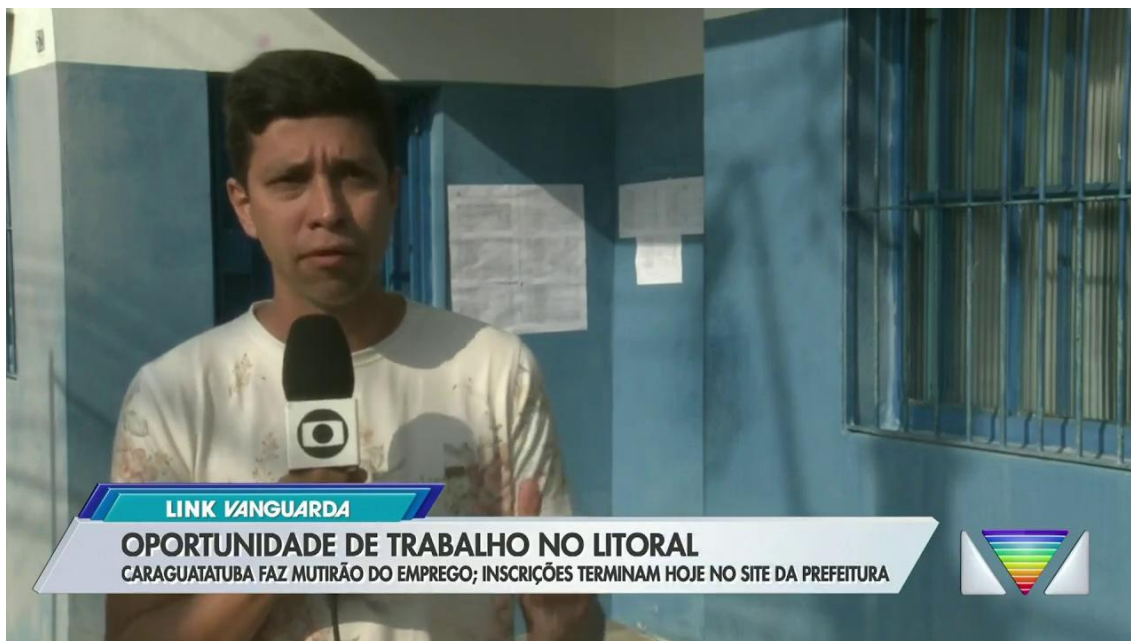 LINK VANGUARDA
OPORTUNIDADE DE TRABALHO NO LITORAL
CARAGUATATUBA FAZ MUTIRÃO DO EMPREGO; INSCRIÇÕES TERMINAM HOJE NO SITE DA PREFEITURA